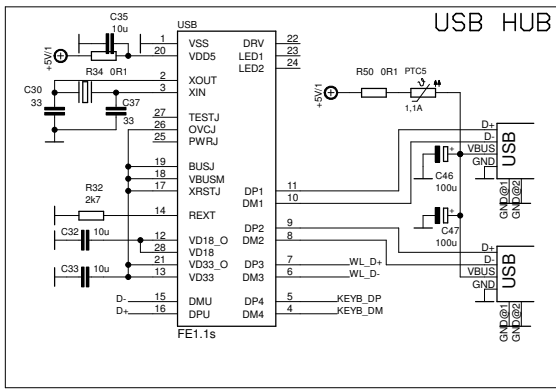 USB HUB
USB
C35
10u
+5V/1
R34 0R1
1 VSS
20 VDD5
2 XOUT
3 XIN
C30
33
C37
33
27 TESTJ
26 OVCJ
25 PWRJ
19 BUSJ
18 VBUSM
17 XRSTJ
R32
2k7
14 REXT
C32 10u
12 VD18_O
28 VD18
21 VD33_O
C33 10u
13 VD33
D- 15 DMU
D+ 16 DPU
FE1.1s
DRV 22
LED1 23
LED2 24
DP1 11
DM1 10
DP2 9
DM2 8
DP3 7 WL_D+
DM3 6 WL_D-
DP4 5 KEYB_DP
DM4 4 KEYB_DM
+5V/1
R50 0R1 PTC5
1,1A
C46
100u
C47
100u
D+
D-
VBUS
GND
USB
GND@1
GND@2
D+
D-
VBUS
GND
USB
GND@1
GND@2